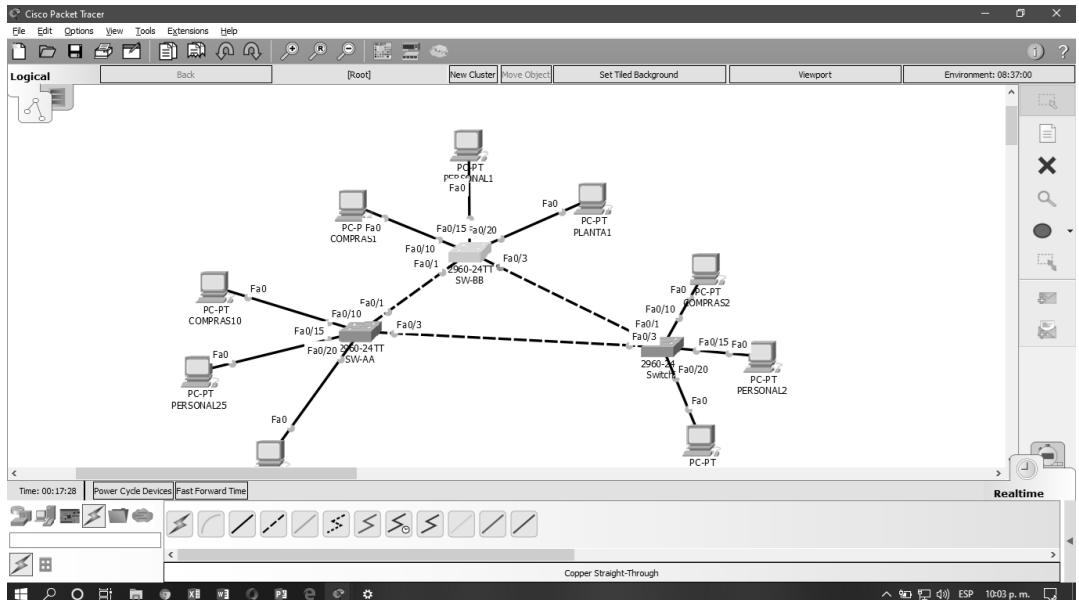 Cisco Packet Tracer
File Edit Options View Tools Extensions Help
Logical Back [Root] New Cluster Move Object Set Tiled Background Viewport Environment: 08:37:00
PC-PT
PERSONAL1
Fa0
PC-P Fa0
COMPRAS1
Fa0
PC-PT
PLANTA1
Fa0/15 Fa0/20
Fa0/10
Fa0/1
Fa0/3
2960-24TT
SW-BB
Fa0
PC-PT
COMPRAS10
Fa0/1
Fa0/10
Fa0/15
Fa0/3
Fa0/20
2960-24TT
SW-AA
Fa0
PC-PT
PERSONAL25
Fa0
Fa0 PC-PT
COMPRAS2
Fa0/10
Fa0/1
Fa0/3
Fa0/15 Fa0
2960-24
Switch
Fa0/20
PC-PT
PERSONAL2
Fa0
PC-PT
Time: 00:17:28 Power Cycle Devices Fast Forward Time Realtime
Copper Straight-Through
ESP 10:03 p. m.